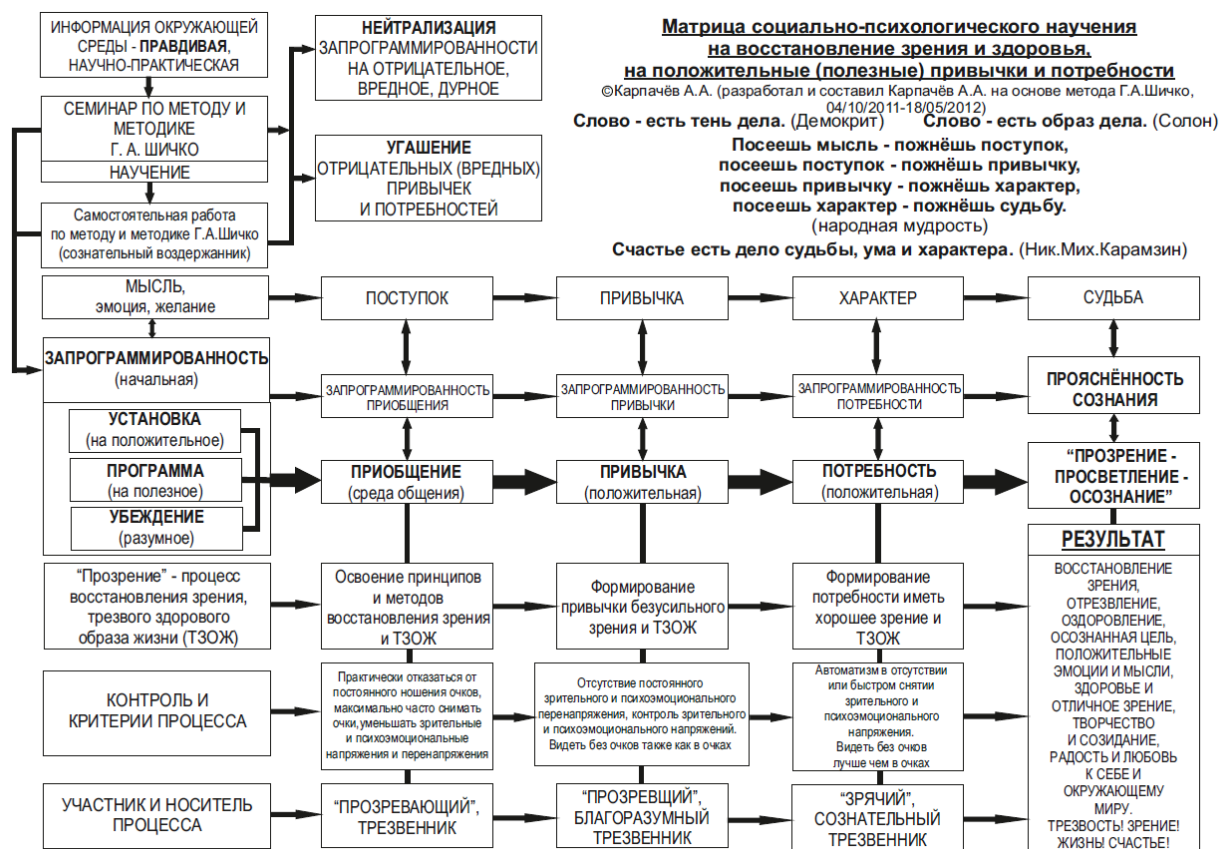 ИНФОРМАЦИЯ ОКРУЖАЮЩЕЙ
СРЕДЫ - ПРАВДИВАЯ,
НАУЧНО-ПРАКТИЧЕСКАЯ
СЕМИНАР ПО МЕТОДУ И
МЕТОДИКЕ
Г. А. ШИЧКО
НАУЧЕНИЕ
Самостоятельная работа
по методу и методике Г.А.Шичко
(сознательный воздержанник)
НЕЙТРАЛИЗАЦИЯ
ЗАПРОГРАММИРОВАННОСТИ
НА ОТРИЦАТЕЛЬНОЕ,
ВРЕДНОЕ, ДУРНОЕ
УГАШЕНИЕ
ОТРИЦАТЕЛЬНЫХ (ВРЕДНЫХ)
ПРИВЫЧЕК
И ПОТРЕБНОСТЕЙ
Матрица социально-психологического научения
на восстановление зрения и здоровья,
на положительные (полезные) привычки и потребности
©Карпачёв А.А. (разработал и составил Карпачёв А.А. на основе метода Г.А.Шичко,
04/10/2011-18/05/2012)
Слово - есть тень дела. (Демокрит) Слово - есть образ дела. (Солон)
Посеешь мысль - пожнёшь поступок,
посеешь поступок - пожнёшь привычку,
посеешь привычку - пожнёшь характер,
посеешь характер - пожнёшь судьбу.
(народная мудрость)
Счастье есть дело судьбы, ума и характера. (Ник.Мих.Карамзин)
МЫСЛЬ,
эмоция, желание
ПОСТУПОК
ПРИВЫЧКА
ХАРАКТЕР
СУДЬБА
ЗАПРОГРАММИРОВАННОСТЬ
(начальная)
ЗАПРОГРАММИРОВАННОСТЬ
ПРИОБЩЕНИЯ
ЗАПРОГРАММИРОВАННОСТЬ
ПРИВЫЧКИ
ЗАПРОГРАММИРОВАННОСТЬ
ПОТРЕБНОСТИ
ПРОЯСНЁННОСТЬ
СОЗНАНИЯ
УСТАНОВКА
(на положительное)
ПРОГРАММА
(на полезное)
УБЕЖДЕНИЕ
(разумное)
ПРИОБЩЕНИЕ
(среда общения)
ПРИВЫЧКА
(положительная)
ПОТРЕБНОСТЬ
(положительная)
“ПРОЗРЕНИЕ -
ПРОСВЕТЛЕНИЕ -
ОСОЗНАНИЕ”
“Прозрение” - процесс
восстановления зрения,
трезвого здорового
образа жизни (ТЗОЖ)
Освоение принципов
и методов
восстановления зрения
и ТЗОЖ
Формирование
привычки безусильного
зрения и ТЗОЖ
Формирование
потребности иметь
хорошее зрение и
ТЗОЖ
КОНТРОЛЬ И
КРИТЕРИИ ПРОЦЕССА
Практически отказаться от
постоянного ношения очков,
максимально часто снимать
очки,уменьшать зрительные
и психоэмоциональные
напряжения и перенапряжения
Отсутствие постоянного
зрительного и психоэмоционального
перенапряжения, контроль зрительного
и психоэмоционального напряжений.
Видеть без очков также как в очках
Автоматизм в отсутствии
или быстром снятии
зрительного и
психоэмоционального
напряжения.
Видеть без очков
лучше чем в очках
УЧАСТНИК И НОСИТЕЛЬ
ПРОЦЕССА
“ПРОЗРЕВАЮЩИЙ”,
ТРЕЗВЕННИК
“ПРОЗРЕВЩИЙ”,
БЛАГОРАЗУМНЫЙ
ТРЕЗВЕННИК
“ЗРЯЧИЙ”,
СОЗНАТЕЛЬНЫЙ
ТРЕЗВЕННИК
РЕЗУЛЬТАТ
ВОССТАНОВЛЕНИЕ
ЗРЕНИЯ,
ОТРЕЗВЛЕНИЕ,
ОЗДОРОВЛЕНИЕ,
ОСОЗНАННАЯ ЦЕЛЬ,
ПОЛОЖИТЕЛЬНЫЕ
ЭМОЦИИ И МЫСЛИ,
ЗДОРОВЬЕ И
ОТЛИЧНОЕ ЗРЕНИЕ,
ТВОРЧЕСТВО
И СОЗИДАНИЕ,
РАДОСТЬ И ЛЮБОВЬ
К СЕБЕ И
ОКРУЖАЮЩЕМУ
МИРУ.
ТРЕЗВОСТЬ! ЗРЕНИЕ!
ЖИЗНЬ! СЧАСТЬЕ!